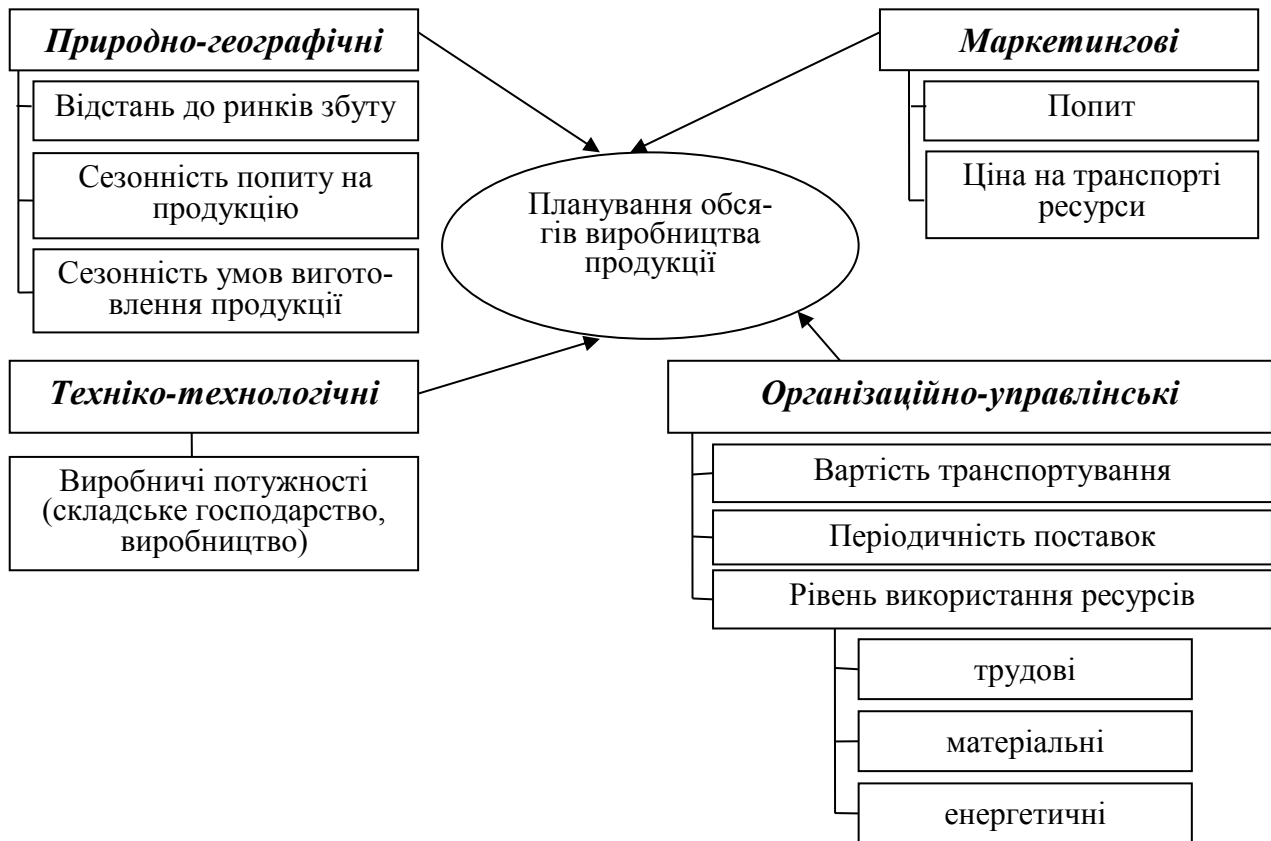 Природно-географічні
Відстань до ринків збуту
Сезонність попиту на
продукцію
Сезонність умов вигото-
влення продукції
Маркетингові
Попит
Ціна на транспорті
ресурси
Планування обся-
гів виробництва
продукції
Техніко-технологічні
Виробничі потужності
(складське господарство,
виробництво)
Організаційно-управлінські
Вартість транспортування
Періодичність поставок
Рівень використання ресурсів
трудові
матеріальні
енергетичні